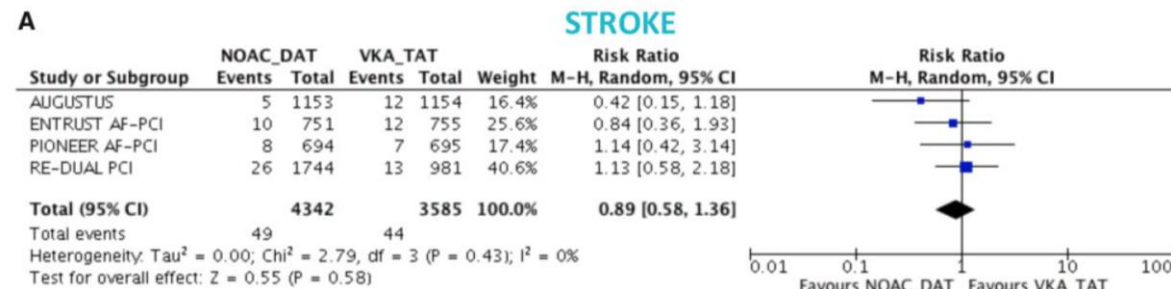 A
STROKE
NOAC_DAT VKA_TAT Risk Ratio Risk Ratio
Study or Subgroup Events Total Events Total Weight M-H, Random, 95% CI M-H, Random, 95% CI
AUGUSTUS 5 1153 12 1154 16.4% 0.42 [0.15, 1.18]
ENTRUST AF-PCI 10 751 12 755 25.6% 0.84 [0.36, 1.93]
PIONEER AF-PCI 8 694 7 695 17.4% 1.14 [0.42, 3.14]
RE-DUAL PCI 26 1744 13 981 40.6% 1.13 [0.58, 2.18]
Total (95% CI) 4342 3585 100.0% 0.89 [0.58, 1.36]
Total events 49 44
Heterogeneity: Tau² = 0.00; Chi² = 2.79, df = 3 (P = 0.43); I² = 0%
Test for overall effect: Z = 0.55 (P = 0.58)
0.01 0.1 1 10 100
Favours NOAC_DAT Favours VKA_TAT